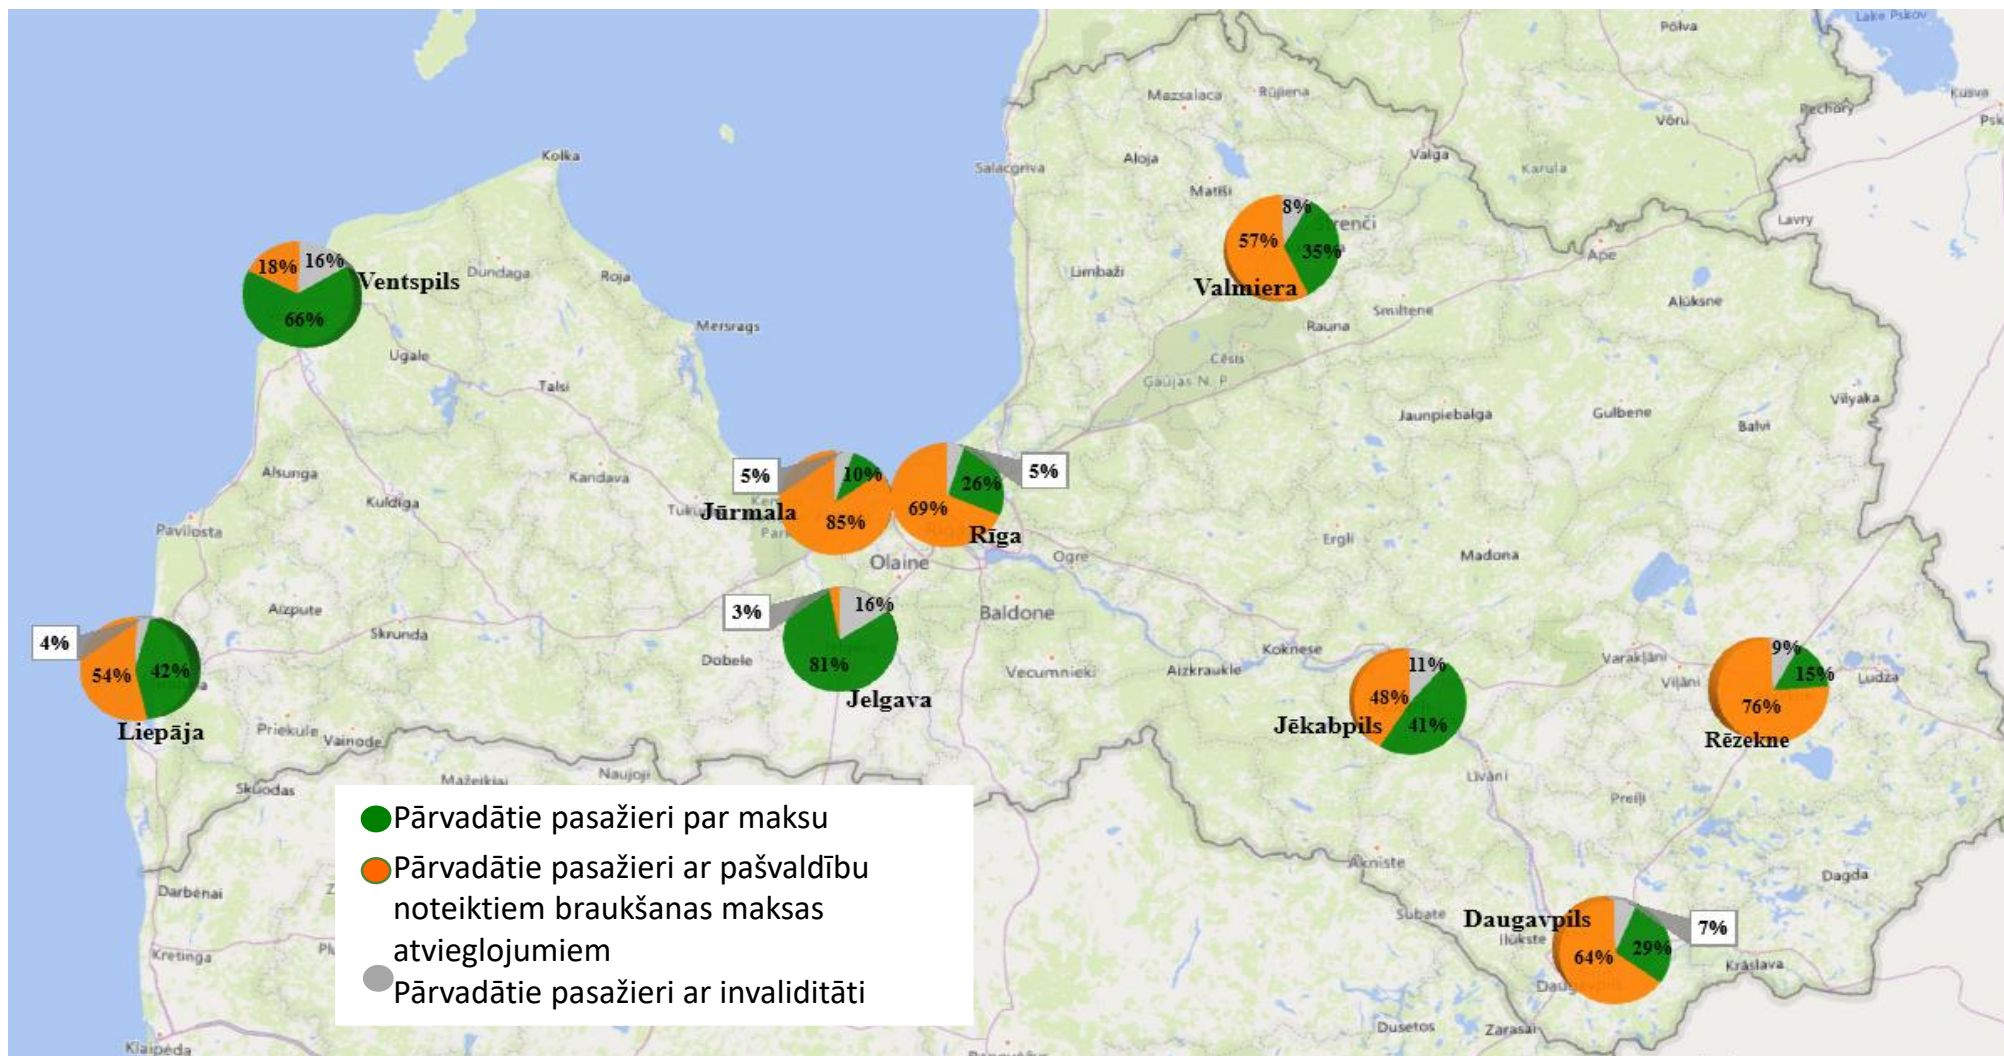 Lake Pskov
Põlva
Kusva
Mazsalaca
Rūjiena
Pechory
Võru
Psk
Kolka
Salacgriva
Aloja
Valga
Karula
Matīši
8%
Strenči
Lavry
57%
35%
Ape
18%
16%
Ventspils
Dundaga
Roja
Limbaži
Valmiera
Alūksne
66%
Mersrags
Smiltene
Rauna
Ugale
Cēsis
Talsi
Gaujas N. P.
Vilyaka
Jaunpiebalga
Gulbene
Balvi
Alsunga
Kandava
5%
10%
26%
5%
Kuldīga
Jūrmala
85%
69%
Rīga
Pavilosta
Ergli
Olaine
Ogre
Madona
3%
16%
Baldone
Aizpute
Skrunda
4%
54%
42%
Dobele
81%
Vecumnieki
Aizkraukle
Koknese
11%
Varakļāni
9%
15%
Viļāni
Ludza
Jelgava
48%
41%
Jēkabpils
76%
Rēzekne
Liepāja
Priekule
Vainode
Mažeikiai
Naujoji
Skuodas
Līvāni
Preiļi
Pārvadātie pasažieri par maksu
Pārvadātie pasažieri ar pašvaldību
noteiktiem braukšanas maksas
atvieglojumiem
Pārvadātie pasažieri ar invaliditāti
Akniste
Dagda
Darbėnai
Subate
Daugavpils
Ilūkste
7%
64%
29%
Kretinga
Krāslava
Dusetos
Zarasai
Klaipėda